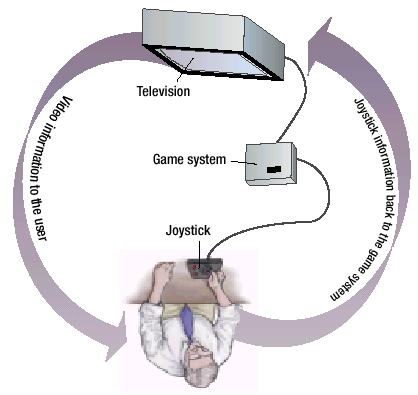 Television
Video information to the user
Joystick information back to the game system
Game system
Joystick